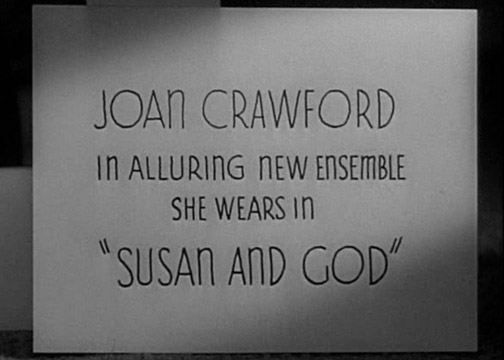 JOAN CRAWFORD
IN ALLURING NEW ENSEMBLE
SHE WEARS IN
"SUSAN AND GOD"